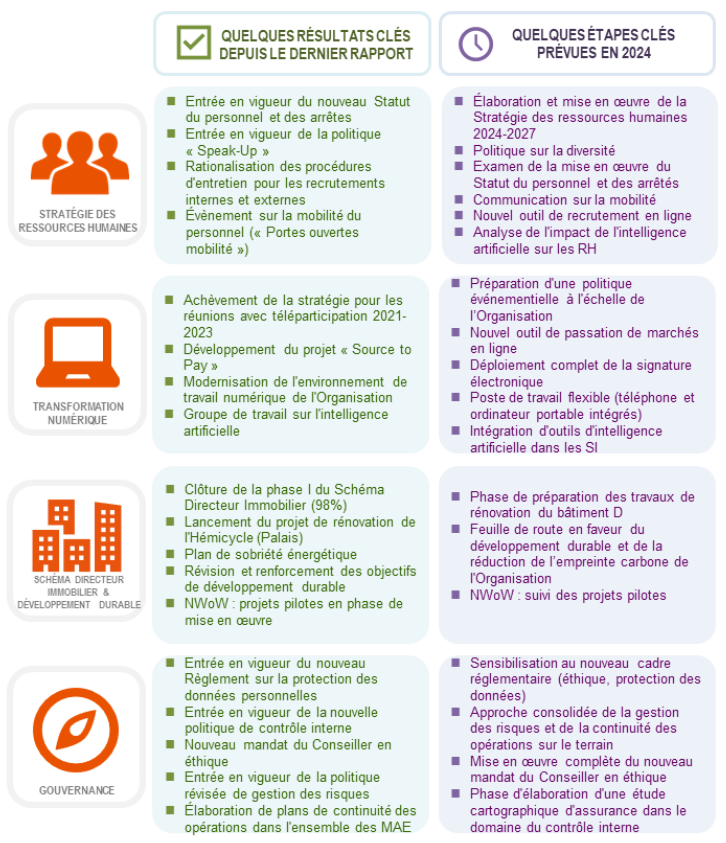 QUELQUES RÉSULTATS CLÉS
DEPUIS LE DERNIER RAPPORT
QUELQUES ÉTAPES CLÉS
PRÉVUES EN 2024
STRATÉGIE DES
RESSOURCES HUMAINES
■ Entrée en vigueur du nouveau Statut
du personnel et des arrêtes
■ Entrée en vigueur de la politique
« Speak-Up »
■ Rationalisation des procédures
d'entretien pour les recrutements
internes et externes
■ Évènement sur la mobilité du
personnel (« Portes ouvertes
mobilité »)
■ Élaboration et mise en œuvre de la
Stratégie des ressources humaines
2024-2027
■ Politique sur la diversité
■ Examen de la mise en œuvre du
Statut du personnel et des arrêtés
■ Communication sur la mobilité
■ Nouvel outil de recrutement en ligne
■ Analyse de l'impact de l'intelligence
artificielle sur les RH
TRANSFORMATION
NUMÉRIQUE
■ Achèvement de la stratégie pour les
réunions avec téléparticipation 2021-
2023
■ Développement du projet « Source to
Pay »
■ Modernisation de l'environnement de
travail numérique de l'Organisation
■ Groupe de travail sur l'intelligence
artificielle
■ Préparation d'une politique
événementielle à l'échelle de
l'Organisation
■ Nouvel outil de passation de marchés
en ligne
■ Déploiement complet de la signature
électronique
■ Poste de travail flexible (téléphone et
ordinateur portable intégrés)
■ Intégration d'outils d'intelligence
artificielle dans les SI
SCHÉMA DIRECTEUR
IMMOBILIER &
DÉVELOPPEMENT DURABLE
■ Clôture de la phase I du Schéma
Directeur Immobilier (98%)
■ Lancement du projet de rénovation de
l'Hémicycle (Palais)
■ Plan de sobriété énergétique
■ Révision et renforcement des objectifs
de développement durable
■ NWoW : projets pilotes en phase de
mise en œuvre
■ Phase de préparation des travaux de
rénovation du bâtiment D
■ Feuille de route en faveur du
développement durable et de la
réduction de l'empreinte carbone de
l'Organisation
■ NWoW : suivi des projets pilotes
GOUVERNANCE
■ Entrée en vigueur du nouveau
Règlement sur la protection des
données personnelles
■ Entrée en vigueur de la nouvelle
politique de contrôle interne
■ Nouveau mandat du Conseiller en
éthique
■ Entrée en vigueur de la politique
révisée de gestion des risques
■ Élaboration de plans de continuité des
opérations dans l'ensemble des MAE
■ Sensibilisation au nouveau cadre
réglementaire (éthique, protection des
données)
■ Approche consolidée de la gestion
des risques et de la continuité des
opérations sur le terrain
■ Mise en œuvre complète du nouveau
mandat du Conseiller en éthique
■ Phase d'élaboration d'une étude
cartographique d'assurance dans le
domaine du contrôle interne